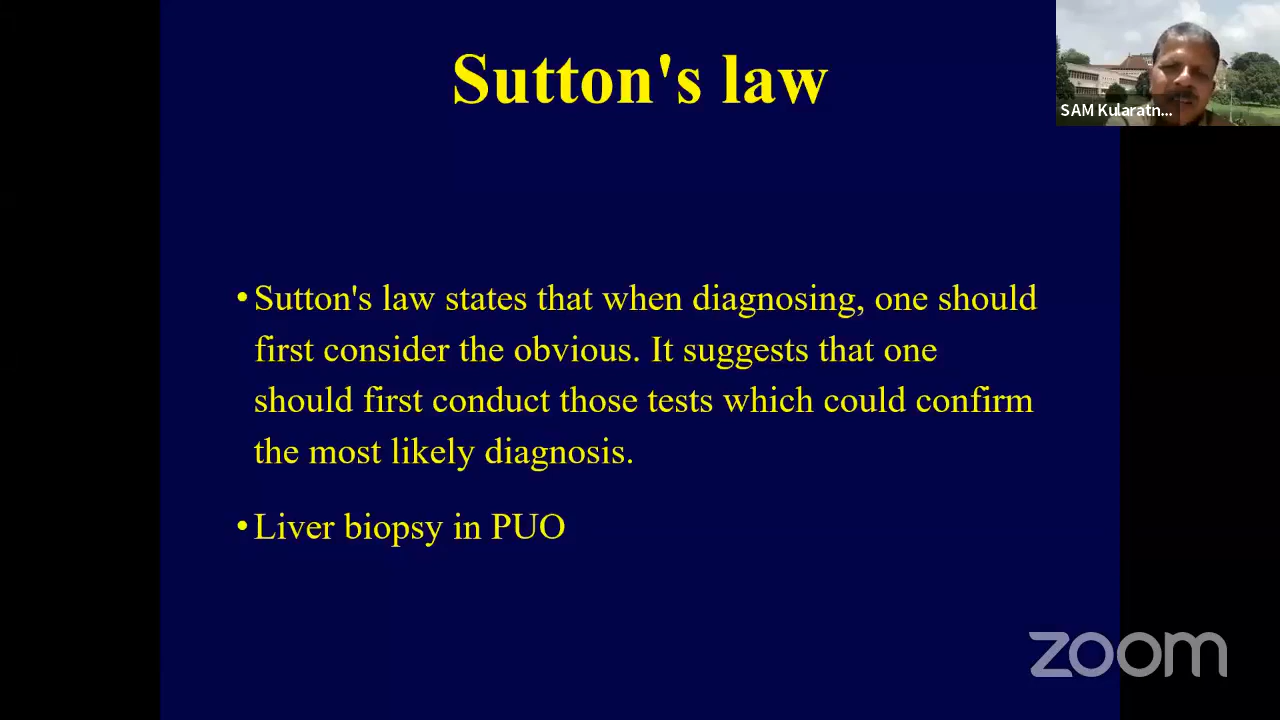 Sutton's law
SAM Kularatn...
• Sutton's law states that when diagnosing, one should
first consider the obvious. It suggests that one
should first conduct those tests which could confirm
the most likely diagnosis.
• Liver biopsy in PUO
zoom